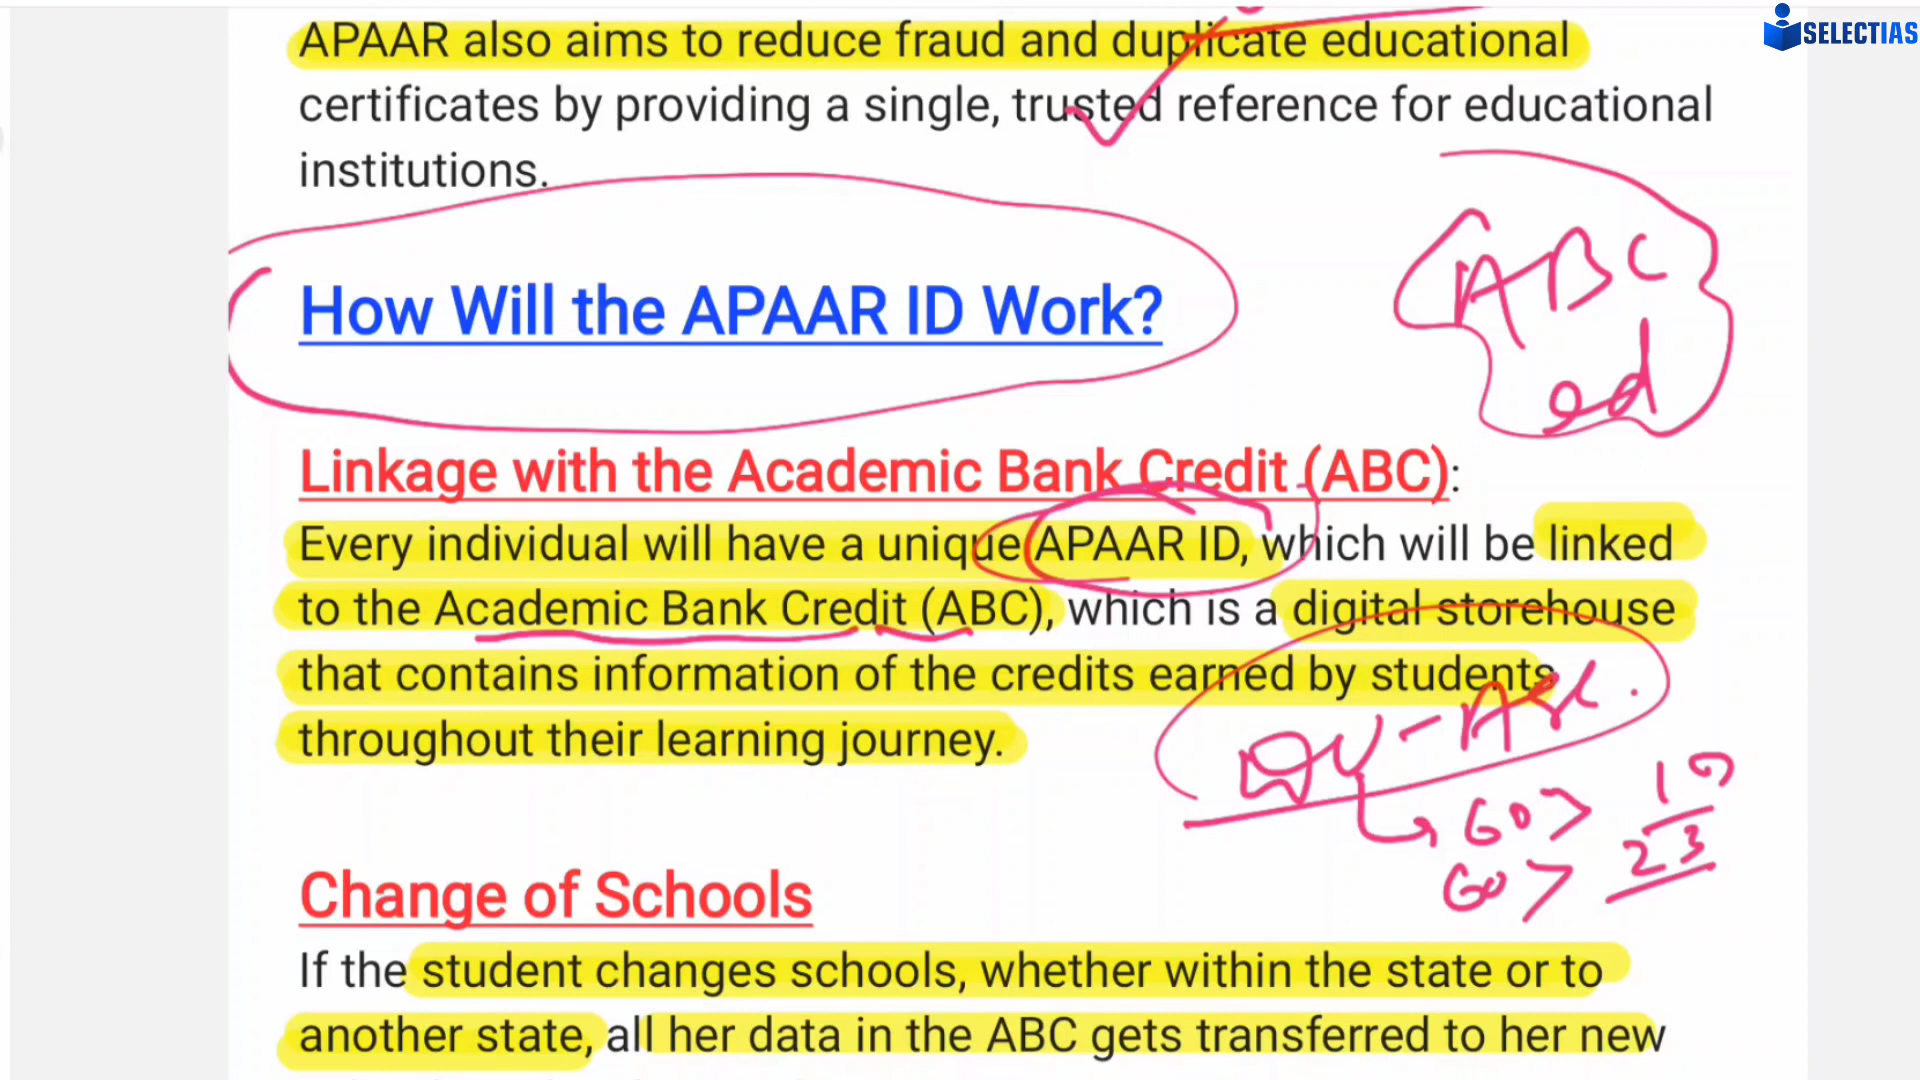 SELECTIAS
APAAR also aims to reduce fraud and duplicate educational
certificates by providing a single, trusted reference for educational
institutions.
ABC
ed
How Will the APAAR ID Work?
Linkage with the Academic Bank Credit (ABC):
Every individual will have a unique APAAR ID, which will be linked
to the Academic Bank Credit (ABC), which is a digital storehouse
that contains information of the credits earned by students
throughout their learning journey.
19
23
Change of Schools
If the student changes schools, whether within the state or to
another state, all her data in the ABC gets transferred to her new